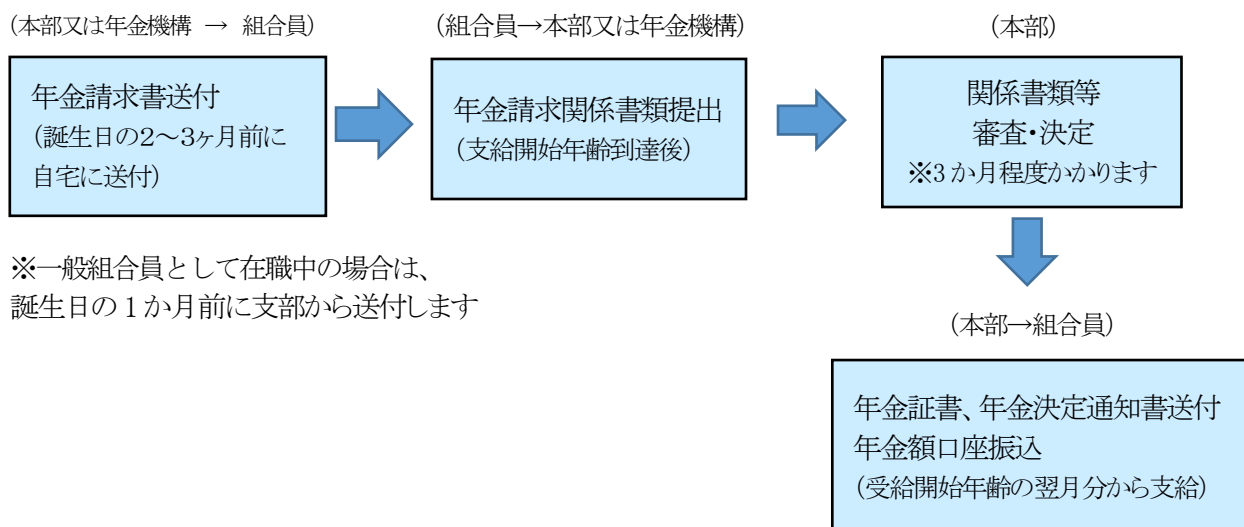 (本部又は年金機構 → 組合員)
年金請求書送付
(誕生日の2～3ヶ月前に
自宅に送付)
(組合員→本部又は年金機構)
年金請求関係書類提出
(支給開始年齢到達後)
(本部)
関係書類等
審査・決定
※3か月程度かかります
※一般組合員として在職中の場合は、
誕生日の1か月前に支部から送付します
(本部→組合員)
年金証書、年金決定通知書送付
年金額口座振込
(受給開始年齢の翌月分から支給)